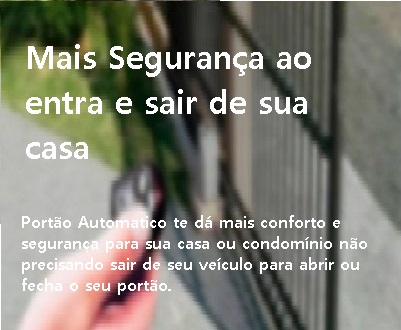 Mais Segurança ao
entra e sair de sua
casa
Portão Automatico te dá mais conforto e
segurança para sua casa ou condomínio não
precisando sair de seu veículo para abrir ou
fecha o seu portão.